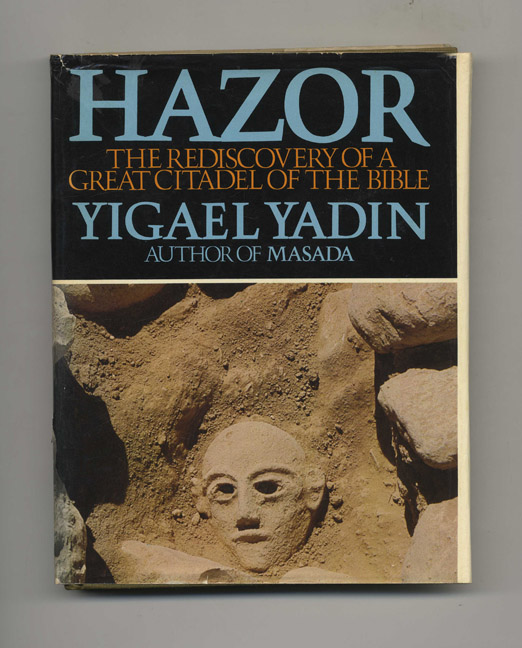 HAZOR
THE REDISCOVERY OF A
GREAT CITADEL OF THE BIBLE
YIGAEL YADIN
AUTHOR OF MASADA